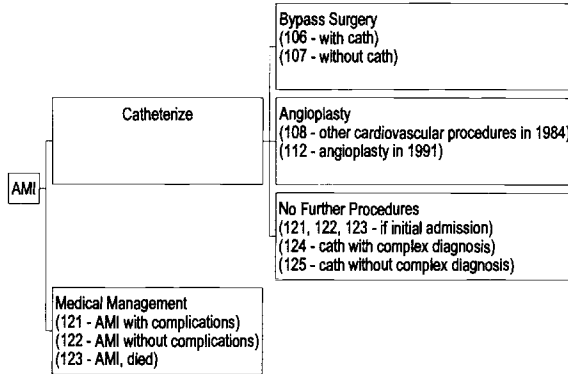 AMI
Catheterize
Bypass Surgery
(106 - with cath)
(107 - without cath)
Angioplasty
(108 - other cardiovascular procedures in 1984)
(112 - angioplasty in 1991)
No Further Procedures
(121, 122, 123 - if initial admission)
(124 - cath with complex diagnosis)
(125 - cath without complex diagnosis)
Medical Management
(121 - AMI with complications)
(122 - AMI without complications)
(123 - AMI, died)